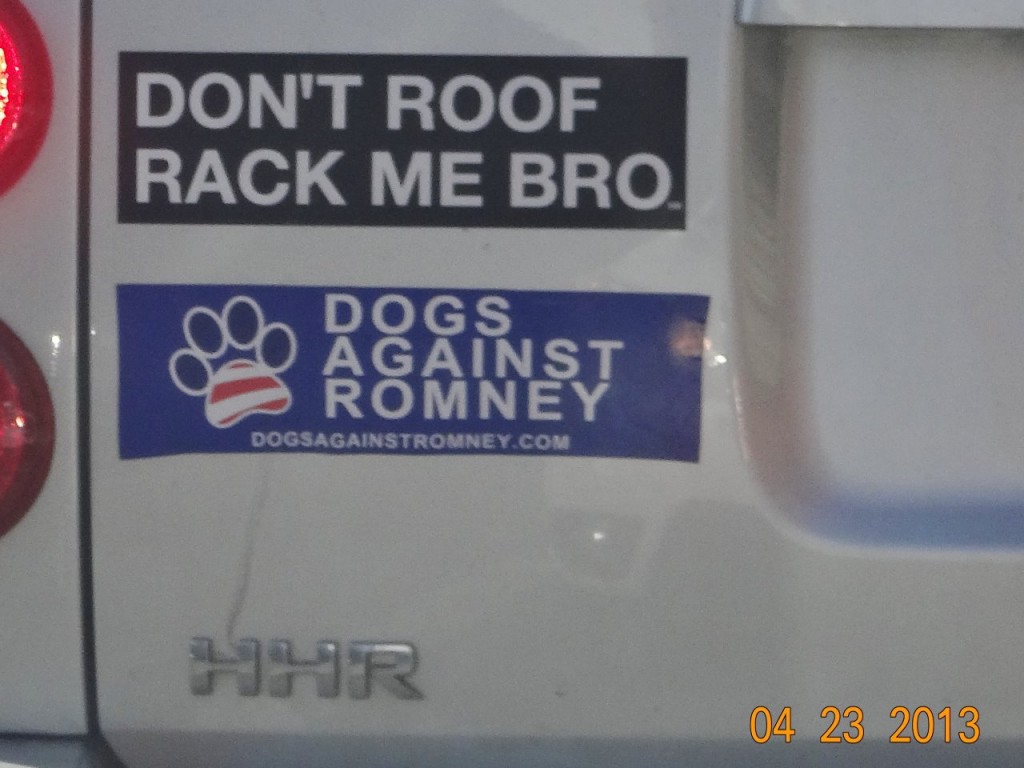 DON'T ROOF
RACK ME BRO
DOGS
AGAINST
ROMNEY
DOGSAGAINSTROMNEY.COM
HHR
04 23 2013